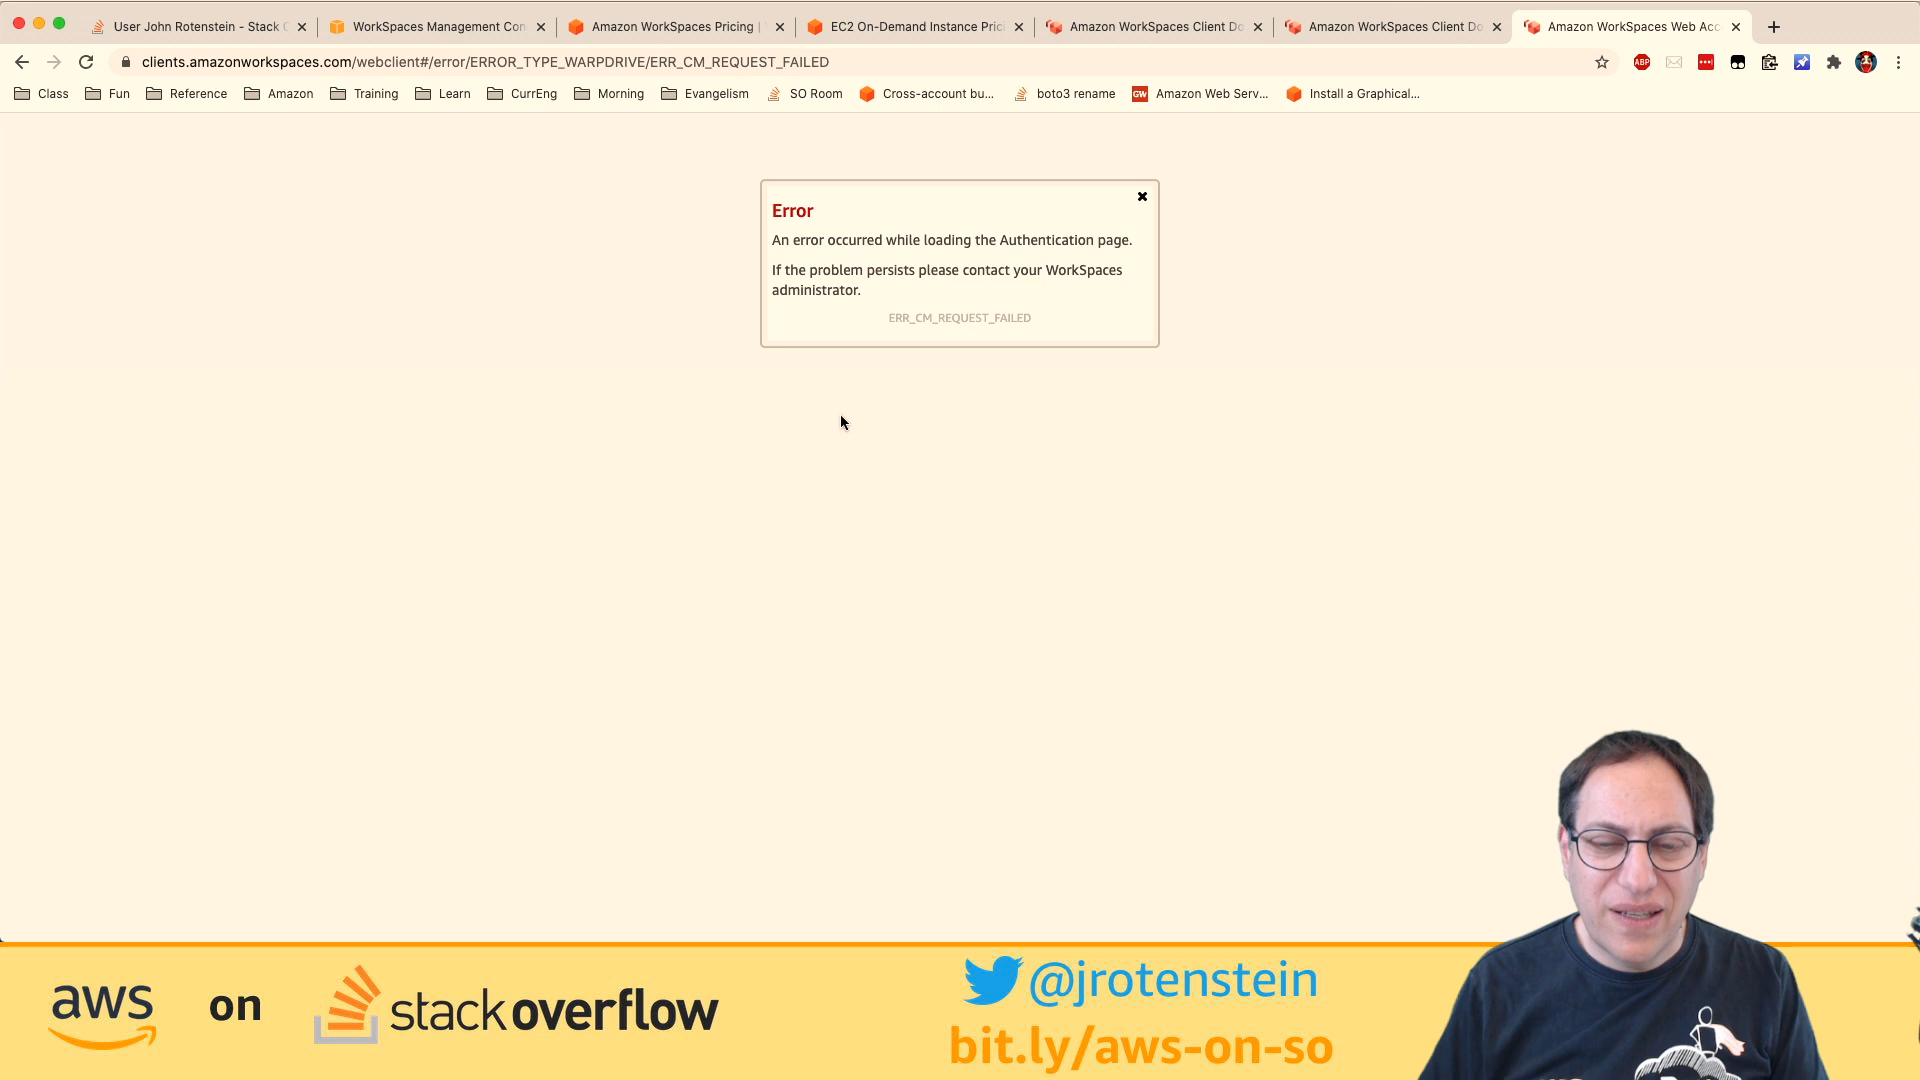 User John Rotenstein - Stack
WorkSpaces Management Con
Amazon WorkSpaces Pricing |
EC2 On-Demand Instance Prici
Amazon WorkSpaces Client Do
Amazon WorkSpaces Client Do
Amazon WorkSpaces Web Acc
clients.amazonworkspaces.com/webclient#/error/ERROR_TYPE_WARPDRIVE/ERR_CM_REQUEST_FAILED
ABP
Class
Fun
Reference
Amazon
Training
Learn
CurrEng
Morning
Evangelism
SO Room
Cross-account bu...
boto3 rename
GW
Amazon Web Serv...
Install a Graphical...
Error
An error occurred while loading the Authentication page.
If the problem persists please contact your WorkSpaces
administrator.
ERR_CM_REQUEST_FAILED
aws on stackoverflow
@jrotenstein
bit.ly/aws-on-so